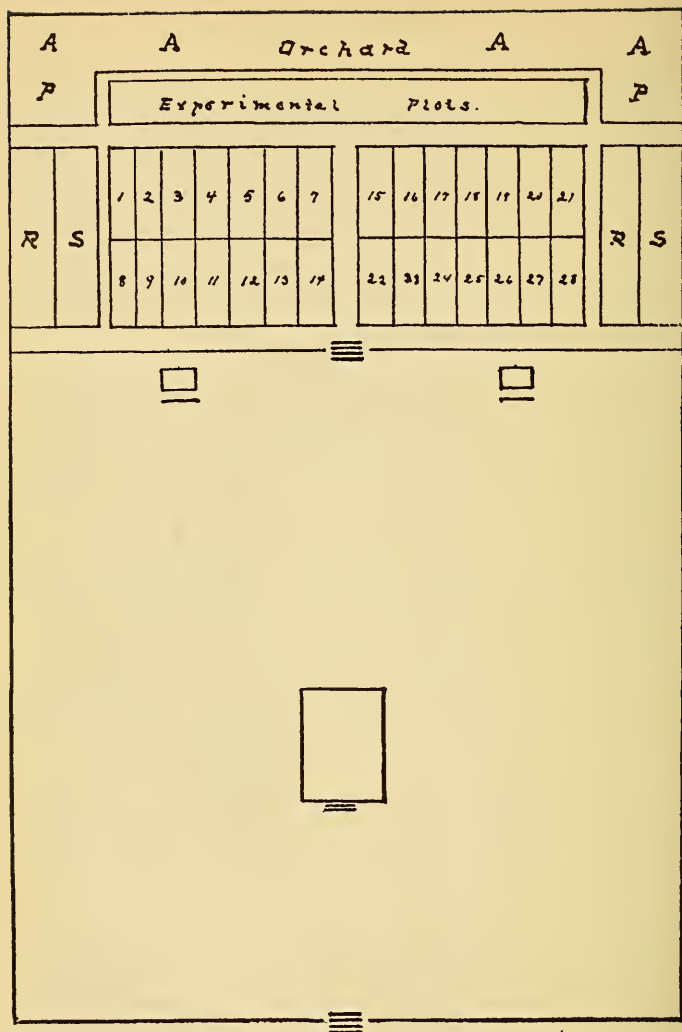 A A Orchard A A
P P
Experimental Plots.
1 2 3 4 5 6 7 15 16 17 18 19 20 21
R S R S
8 9 10 11 12 13 14 22 23 24 25 26 27 28